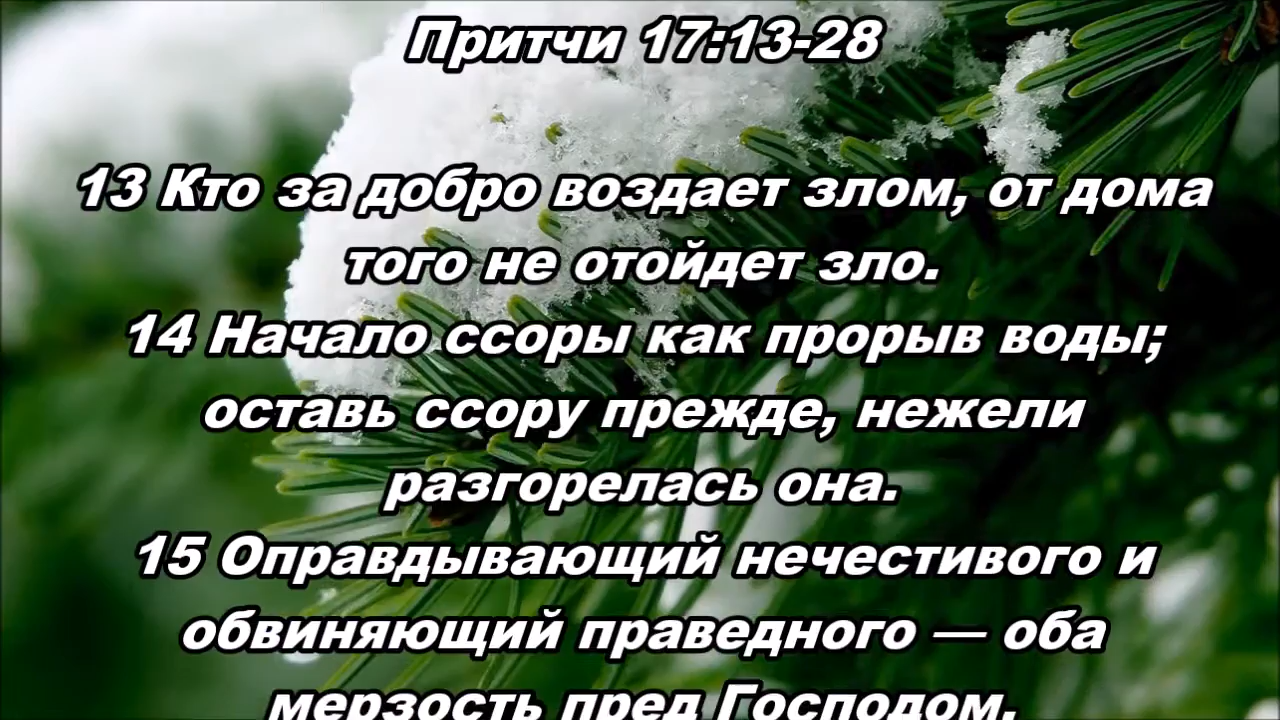 Притчи 17:13-28
13 Кто за добро воздает злом, от дома
того не отойдет зло.
14 Начало ссоры как прорыв воды;
оставь ссору прежде, нежели
разгорелась она.
15 Оправдывающий нечестивого и
обвиняющий праведного — оба
мерзость пред Господом.